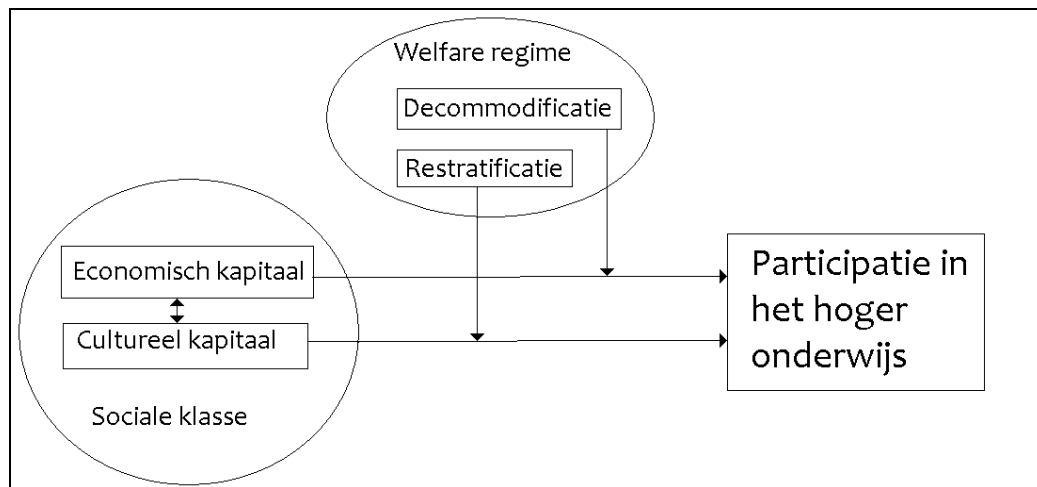 Welfare regime
Decommodificatie
Restratificatie
Economisch kapitaal
Cultureel kapitaal
Sociale klasse
Participatie in
het hoger
onderwijs